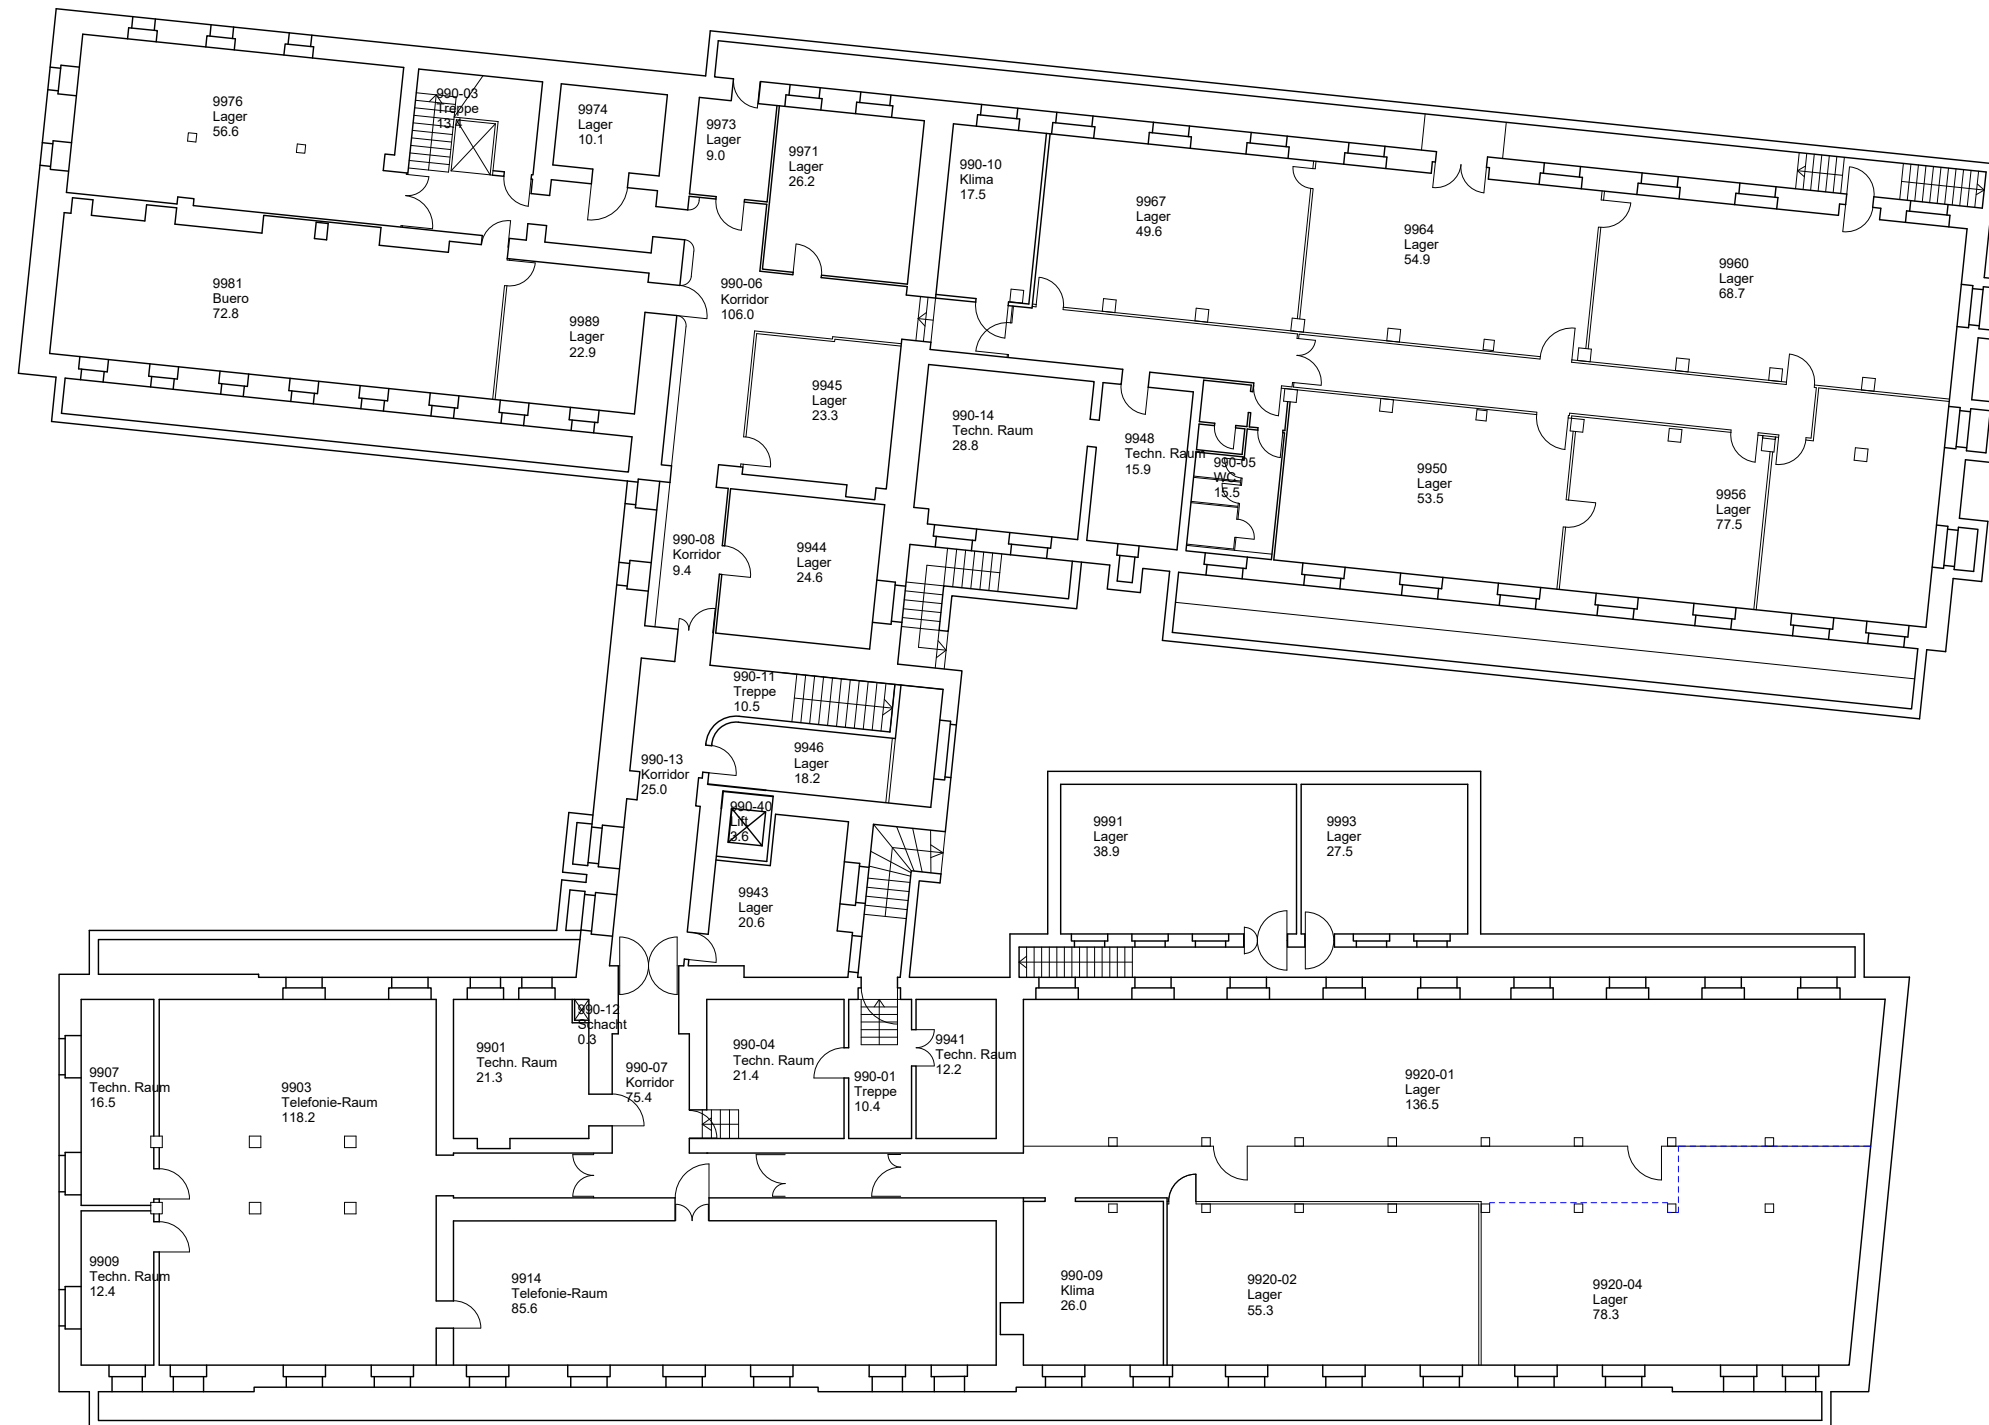 9976
Lager
56.6
990-03
Treppe
13.4
9974
Lager
10.1
9973
Lager
9.0
9971
Lager
26.2
990-10
Klima
17.5
9967
Lager
49.6
9964
Lager
54.9
9960
Lager
68.7
9981
Buero
72.8
9989
Lager
22.9
990-06
Korridor
106.0
9945
Lager
23.3
990-14
Techn. Raum
28.8
9948
Techn. Raum
15.9
990-05
WC
15.5
9950
Lager
53.5
9956
Lager
77.5
990-08
Korridor
9.4
9944
Lager
24.6
990-11
Treppe
10.5
990-13
Korridor
25.0
9946
Lager
18.2
990-40
Lift
3.6
9943
Lager
20.6
9991
Lager
38.9
9993
Lager
27.5
990-12
Schacht
0.3
9907
Techn. Raum
16.5
9903
Telefonie-Raum
118.2
9901
Techn. Raum
21.3
990-07
Korridor
75.4
990-04
Techn. Raum
21.4
990-01
Treppe
10.4
9941
Techn. Raum
12.2
9920-01
Lager
136.5
9909
Techn. Raum
12.4
9914
Telefonie-Raum
85.6
990-09
Klima
26.0
9920-02
Lager
55.3
9920-04
Lager
78.3